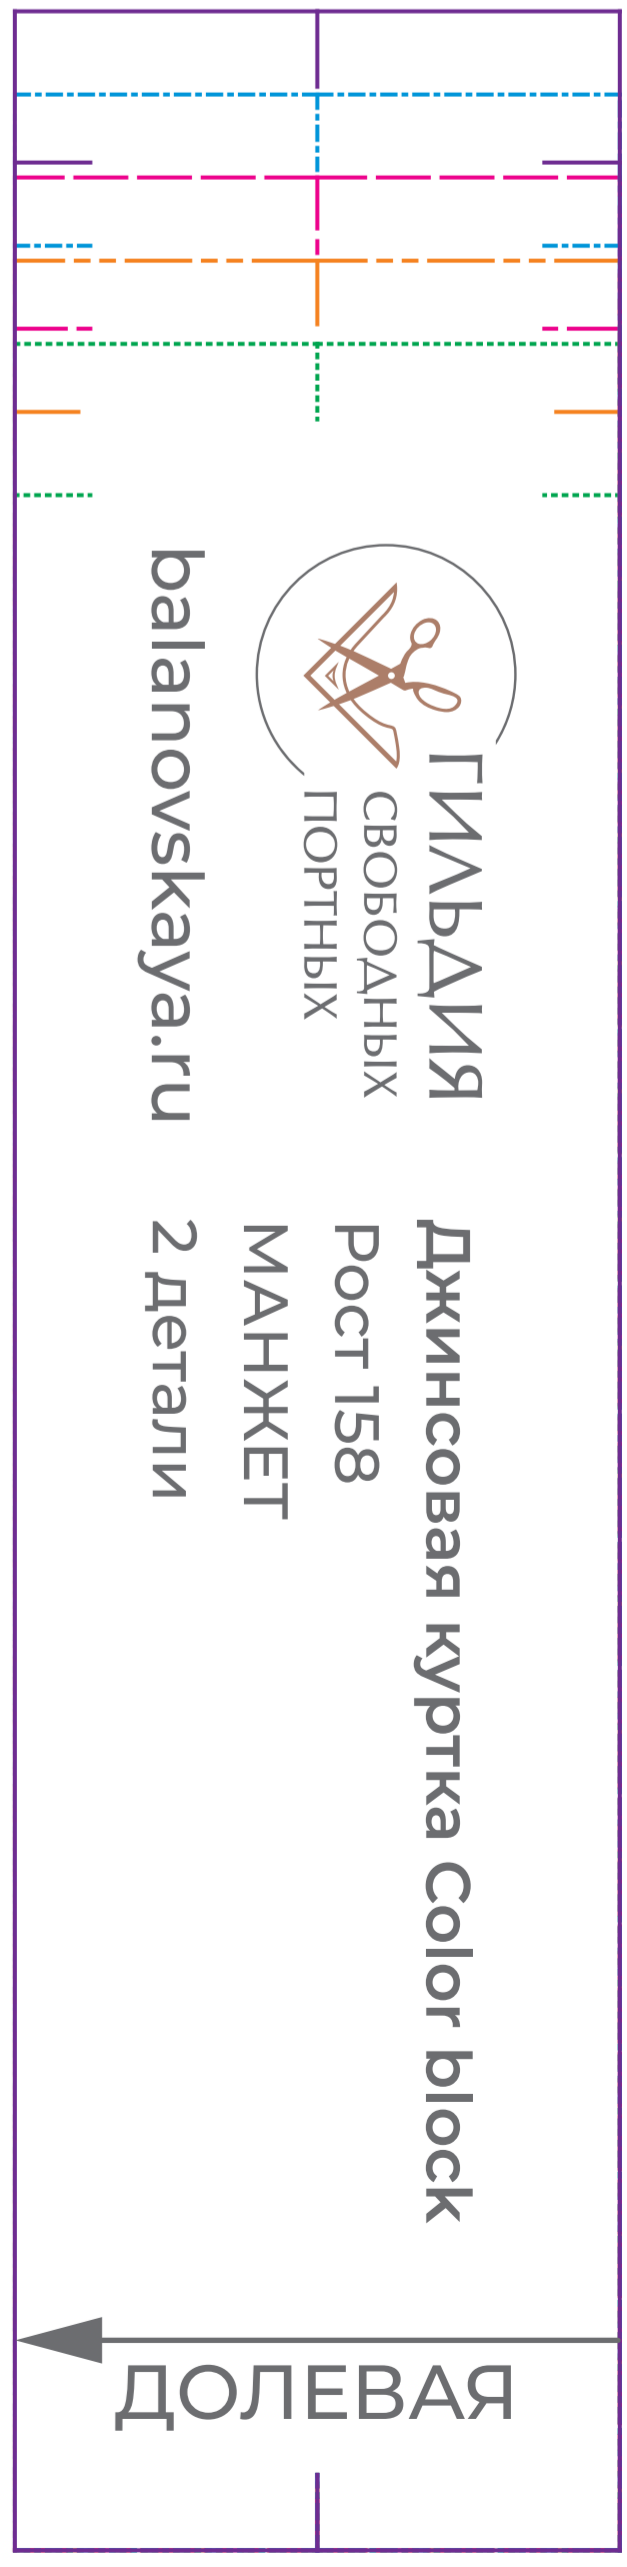 ГИЛЬДИЯ
СВОБОДНЫХ
ПОРТНЫХ
balanovskaya.ru
Джинсовая куртка Color block
Рост 158
МАНЖЕТ
2 детали
ДОЛЕВАЯ